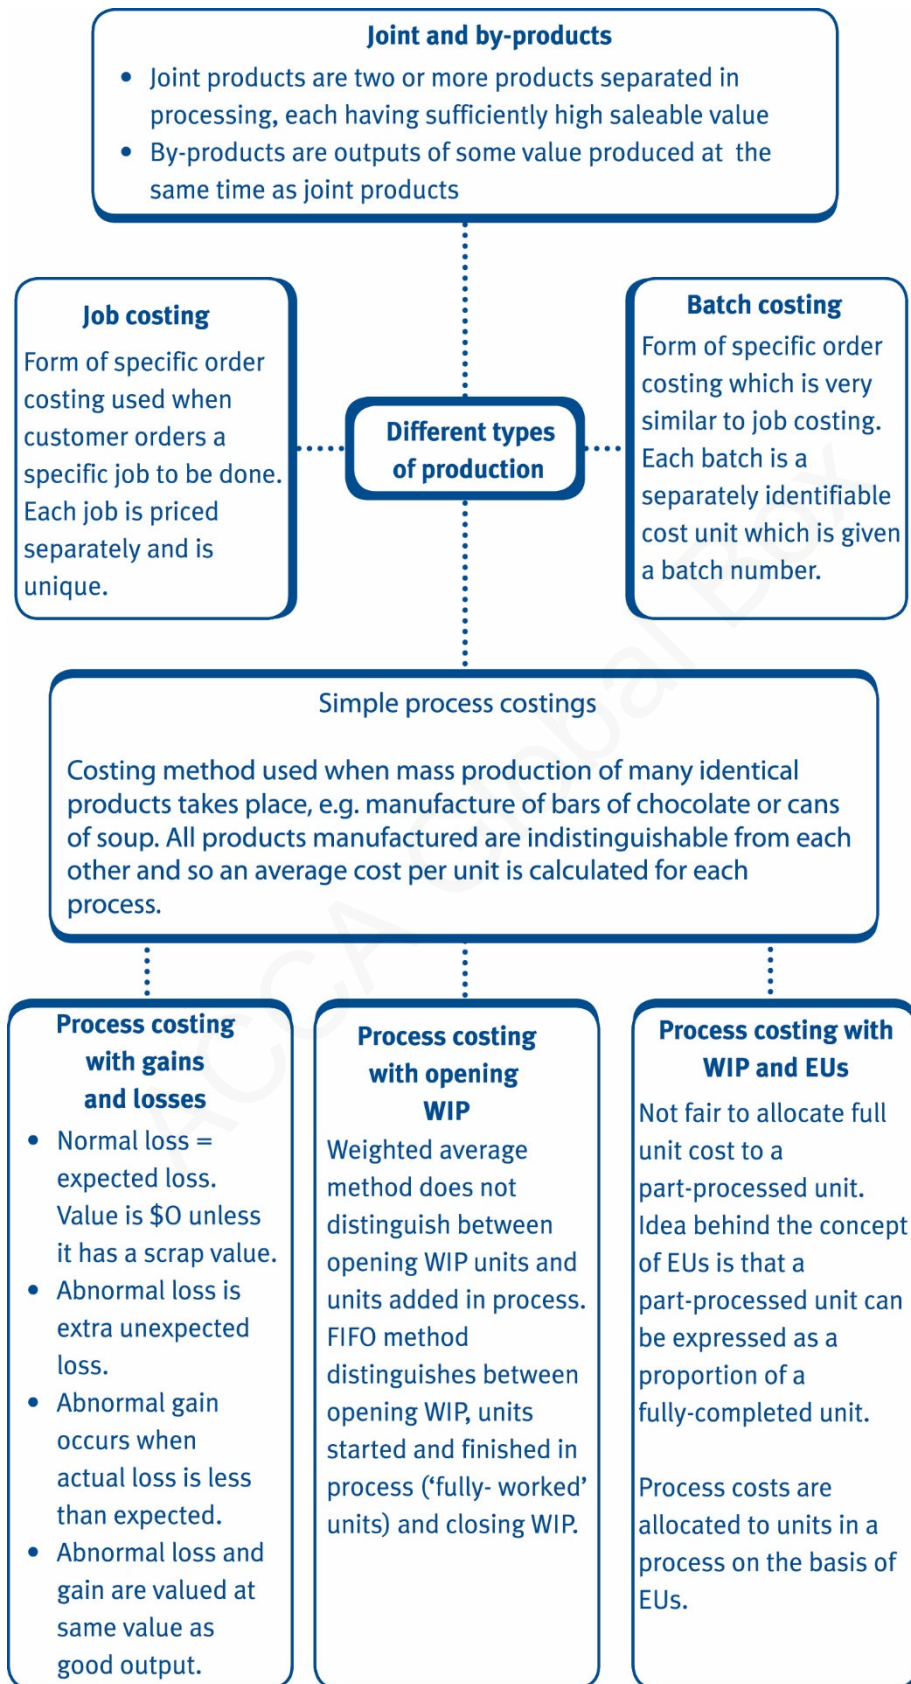 Joint and by-products
• Joint products are two or more products separated in
processing, each having sufficiently high saleable value
• By-products are outputs of some value produced at the
same time as joint products
Job costing
Form of specific order
costing used when
customer orders a
specific job to be done.
Each job is priced
separately and is
unique.
Different types
of production
Batch costing
Form of specific order
costing which is very
similar to job costing.
Each batch is a
separately identifiable
cost unit which is given
a batch number.
Simple process costings
Costing method used when mass production of many identical
products takes place, e.g. manufacture of bars of chocolate or cans
of soup. All products manufactured are indistinguishable from each
other and so an average cost per unit is calculated for each
process.
Process costing
with gains
and losses
• Normal loss =
expected loss.
Value is $0 unless
it has a scrap value.
• Abnormal loss is
extra unexpected
loss.
• Abnormal gain
occurs when
actual loss is less
than expected.
• Abnormal loss and
gain are valued at
same value as
good output.
Process costing
with opening
WIP
Weighted average
method does not
distinguish between
opening WIP units and
units added in process.
FIFO method
distinguishes between
opening WIP, units
started and finished in
process (‘fully- worked’
units) and closing WIP.
Process costing with
WIP and EUs
Not fair to allocate full
unit cost to a
part-processed unit.
Idea behind the concept
of EUs is that a
part-processed unit can
be expressed as a
proportion of a
fully-completed unit.
Process costs are
allocated to units in a
process on the basis of
EUs.
ACCA Global Box